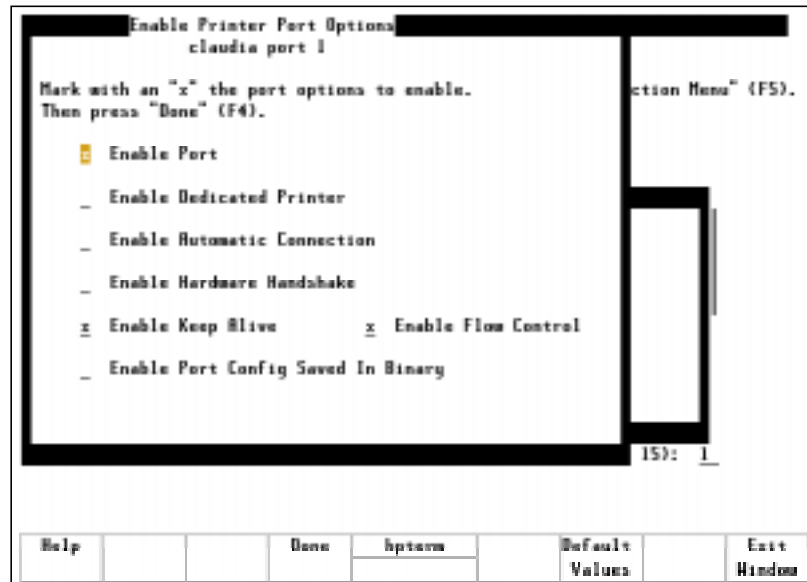 Enable Printer Port Options
claudia port 1
Mark with an "x" the port options to enable.
Then press "Done" (F4).
ction Menu" (F5).
x Enable Port
_ Enable Dedicated Printer
_ Enable Automatic Connection
_ Enable Hardware Handshake
x Enable Keep Alive x Enable Flow Control
_ Enable Port Config Saved In Binary
15): 1
Help Done hpterm Default Values Exit Window